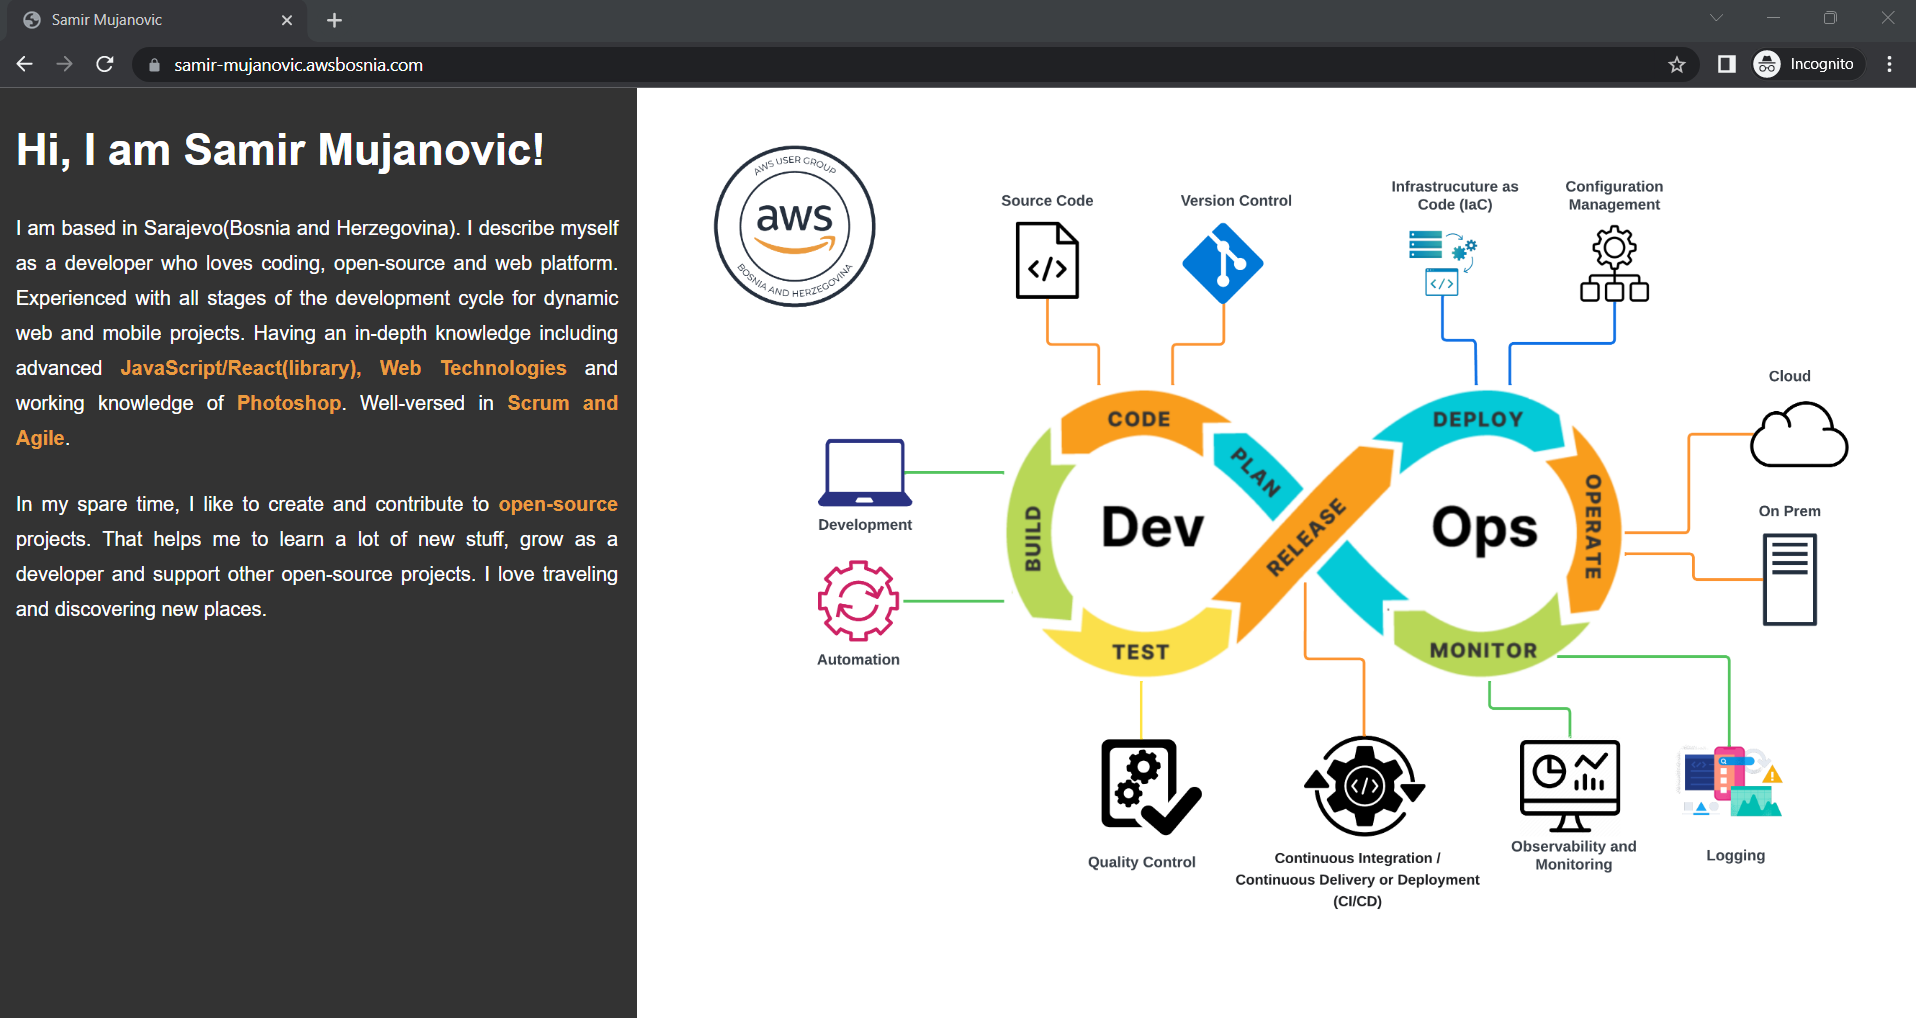 Samir Mujanovic
samir-mujanovic.awsbosnia.com
Incognito
Hi, I am Samir Mujanovic!
I am based in Sarajevo(Bosnia and Herzegovina). I describe myself
as a developer who loves coding, open-source and web platform.
Experienced with all stages of the development cycle for dynamic
web and mobile projects. Having an in-depth knowledge including
advanced JavaScript/React(library), Web Technologies and
working knowledge of Photoshop. Well-versed in Scrum and
Agile.
In my spare time, I like to create and contribute to open-source
projects. That helps me to learn a lot of new stuff, grow as a
developer and support other open-source projects. I love traveling
and discovering new places.
AWS USER GROUP
aws
BOSNIA AND HERZEGOVINA
Source Code
Version Control
Infrastrucuture as
Code (IaC)
Configuration
Management
Cloud
On Prem
Development
Automation
CODE
PLAN
BUILD
Dev
TEST
RELEASE
DEPLOY
Ops
OPERATE
MONITOR
Quality Control
Continuous Integration /
Continuous Delivery or Deployment
(CI/CD)
Observability and
Monitoring
Logging